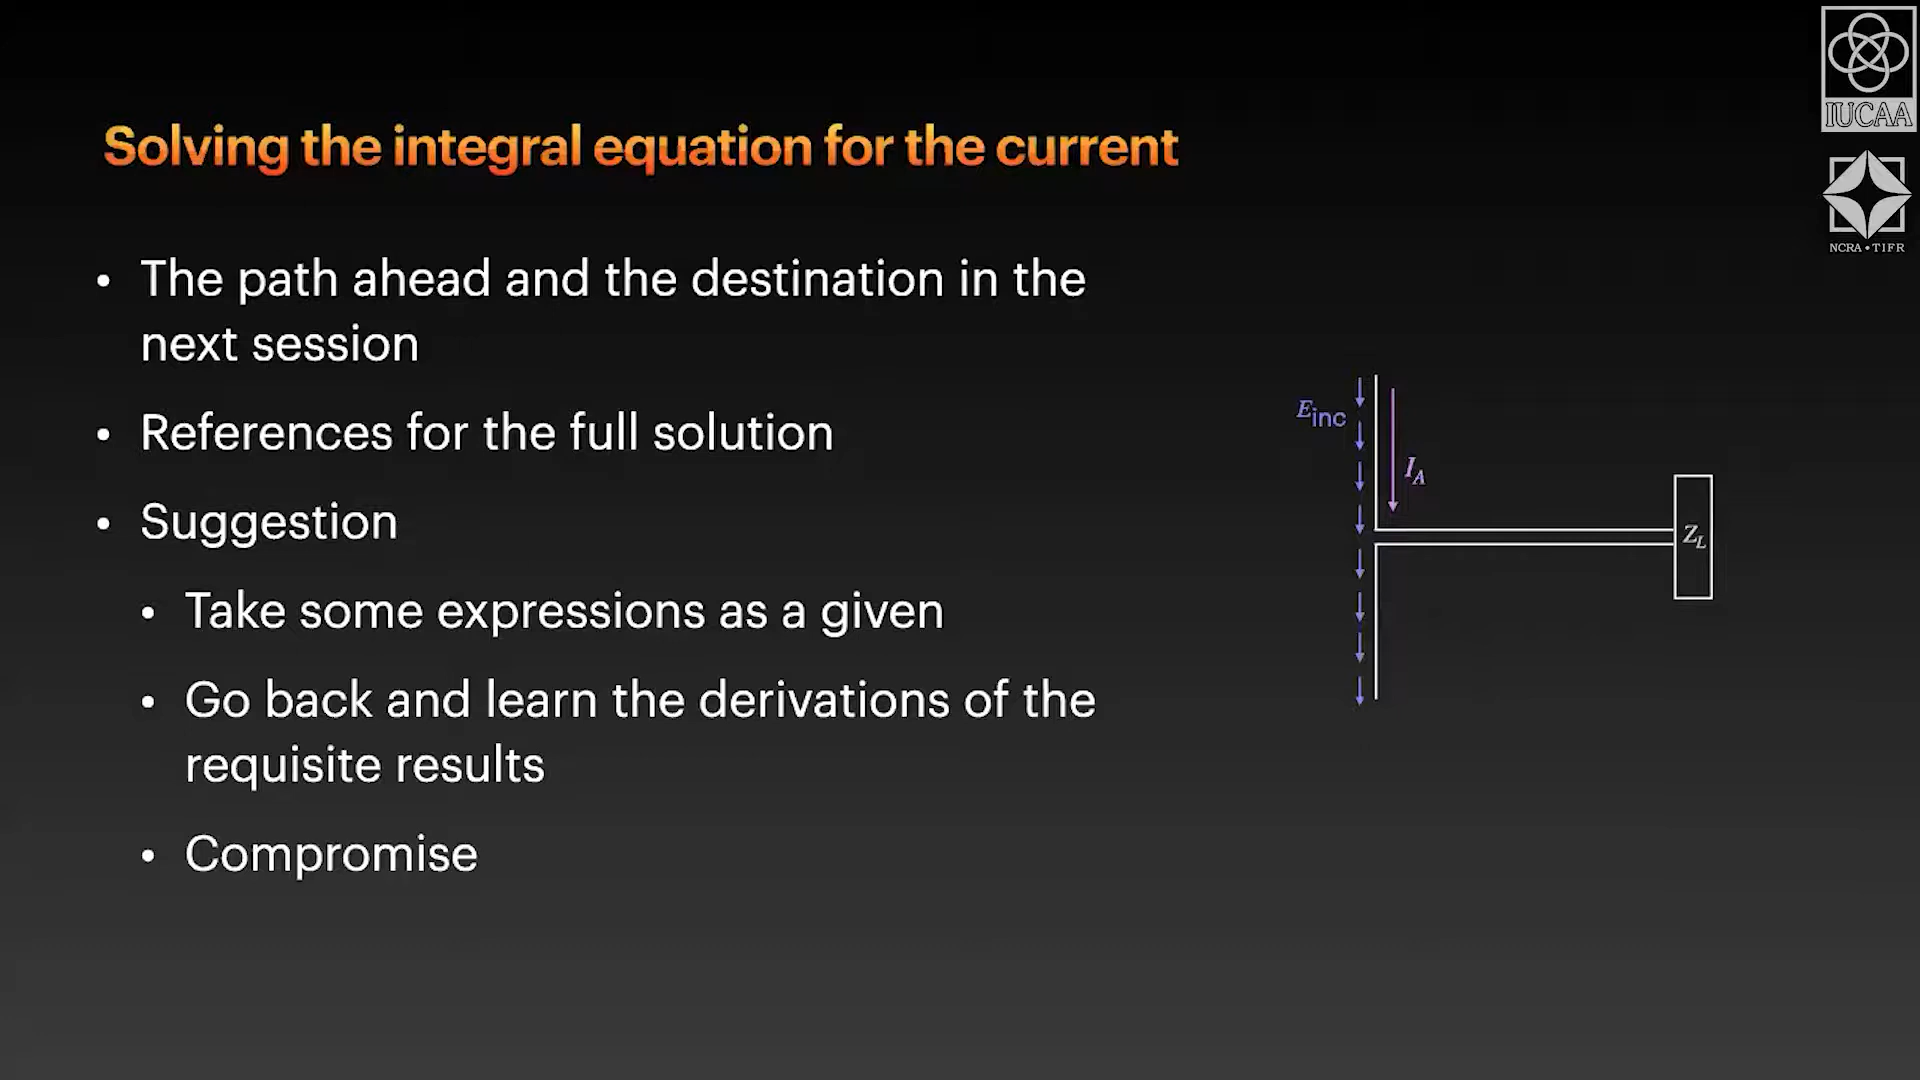 Solving the integral equation for the current
• The path ahead and the destination in the
next session
• References for the full solution
• Suggestion
• Take some expressions as a given
• Go back and learn the derivations of the
requisite results
• Compromise
E_inc
I_A
Z_L
IUCAA
NCRA • TIFR